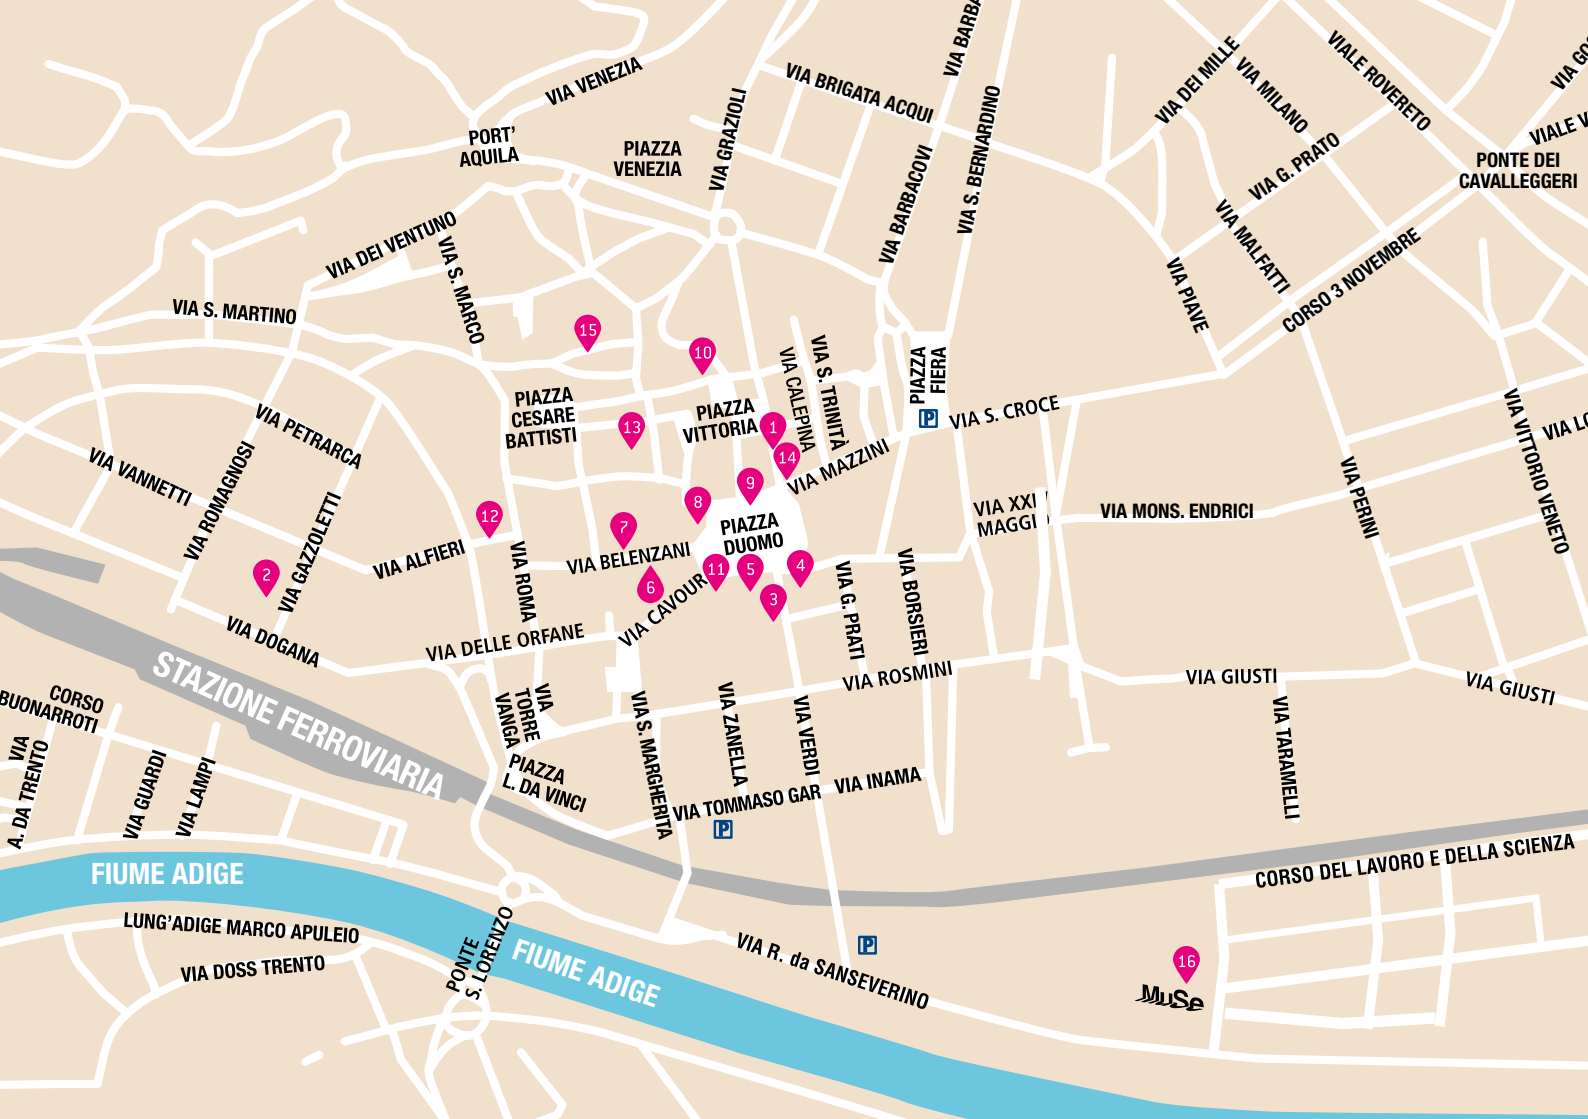 VIA BARBA
VIA VENEZIA
VIA BRIGATA ACQUI
VIA GRAZIOLI
VIA S. BERNARDINO
VIA BARBACOVI
VIA DEI MILLE
VIA MILANO
VIALE ROVERETO
VIA GO
VIALE V
VIA G. PRATO
PONTE DEI
CAVALLEGGERI
PORT'
AQUILA
PIAZZA
VENEZIA
VIA DEI VENTUNO
VIA S. MARCO
VIA S. MARTINO
VIA MALFATTI
VIA PIAVE
CORSO 3 NOVEMBRE
15
10
VIA CALEPINA
VIA S. TRINITÀ
PIAZZA
FIERA
P
VIA S. CROCE
PIAZZA
CESARE
BATTISTI
13
PIAZZA
VITTORIA
1
14
VIA MAZZINI
VIA PETRARCA
VIA VANNETTI
VIA ROMAGNOSI
VIA GAZZOLETTI
VIA ALFIERI
12
9
8
7
PIAZZA
DUOMO
VIA BELENZANI
11
5
4
3
6
VIA CAVOUR
2
VIA ROMA
VIA DOGANA
VIA DELLE ORFANE
VIA G. PRATI
VIA BORSIERI
VIA XXI
MAGGIO
VIA MONS. ENDRICI
VIA PERINI
VIA VITTORIO VENETO
VIA LO
VIA ROSMINI
VIA GIUSTI
VIA GIUSTI
VIA TARAMELLI
STAZIONE FERROVIARIA
CORSO
BUONARROTI
VIA
A. DA TRENTO
VIA GUARDI
VIA LAMPI
VIA
TORRE
VANGA
PIAZZA
L. DA VINCI
VIA S. MARGHERITA
VIA ZANELLA
VIA VERDI
VIA TOMMASO GAR
VIA INAMA
P
CORSO DEL LAVORO E DELLA SCIENZA
FIUME ADIGE
LUNG'ADIGE MARCO APULEIO
VIA DOSS TRENTO
PONTE
S. LORENZO
FIUME ADIGE
VIA R. da SANSEVERINO
P
16
MuSe